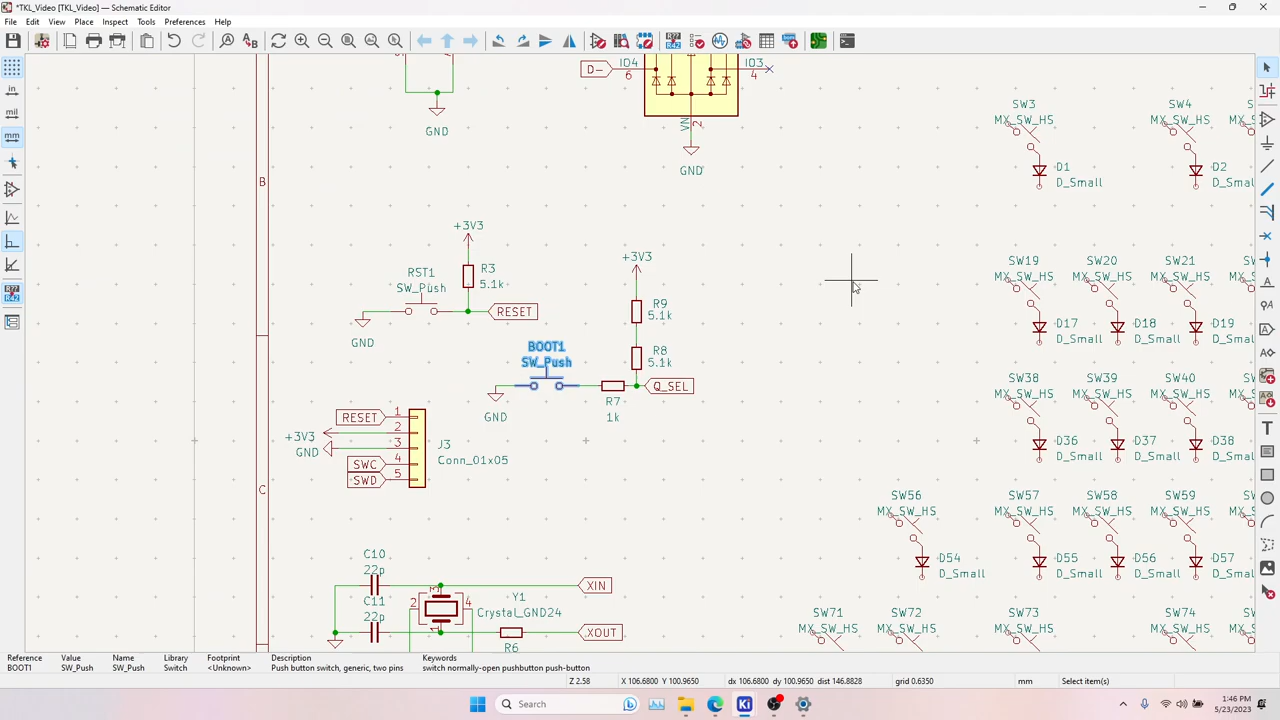 *TKL_Video [TKL_Video] — Schematic Editor
File Edit View Place Inspect Tools Preferences Help
in
mil
mm
D-
IO4
6
IO3
4
VN
2
GND
GND
SW3
MX_SW_HS
D1
D_Small
SW4
MX_SW_HS
D2
D_Small
B
+3V3
R3
5.1k
RST1
SW_Push
RESET
GND
+3V3
R9
5.1k
R8
5.1k
BOOT1
SW_Push
Q_SEL
GND
R7
1k
SW19
MX_SW_HS
D17
D_Small
SW20
MX_SW_HS
D18
D_Small
SW21
MX_SW_HS
D19
D_Small
SW38
MX_SW_HS
D36
D_Small
SW39
MX_SW_HS
D37
D_Small
SW40
MX_SW_HS
D38
D_Small
RESET
+3V3
GND
SWC
SWD
1
2
3
4
5
J3
Conn_01x05
C
SW56
MX_SW_HS
D54
D_Small
SW57
MX_SW_HS
D55
D_Small
SW58
MX_SW_HS
D56
D_Small
SW59
MX_SW_HS
D57
D_Small
C10
22p
C11
22p
2
3
4
1
Y1
Crystal_GND24
XIN
XOUT
R6
SW71
MX_SW_HS
SW72
MX_SW_HS
SW73
MX_SW_HS
SW74
MX_SW_HS
Reference Value Name Library Footprint Description Keywords
BOOT1 SW_Push SW_Push Switch <Unknown> Push button switch, generic, two pins switch normally-open pushbutton push-button
Z 2.58 X 106.6800 Y 100.9650 dx 106.6800 dy 100.9650 dist 146.8828 grid 0.6350 mm Select item(s)
Search
1:46 PM
5/23/2023